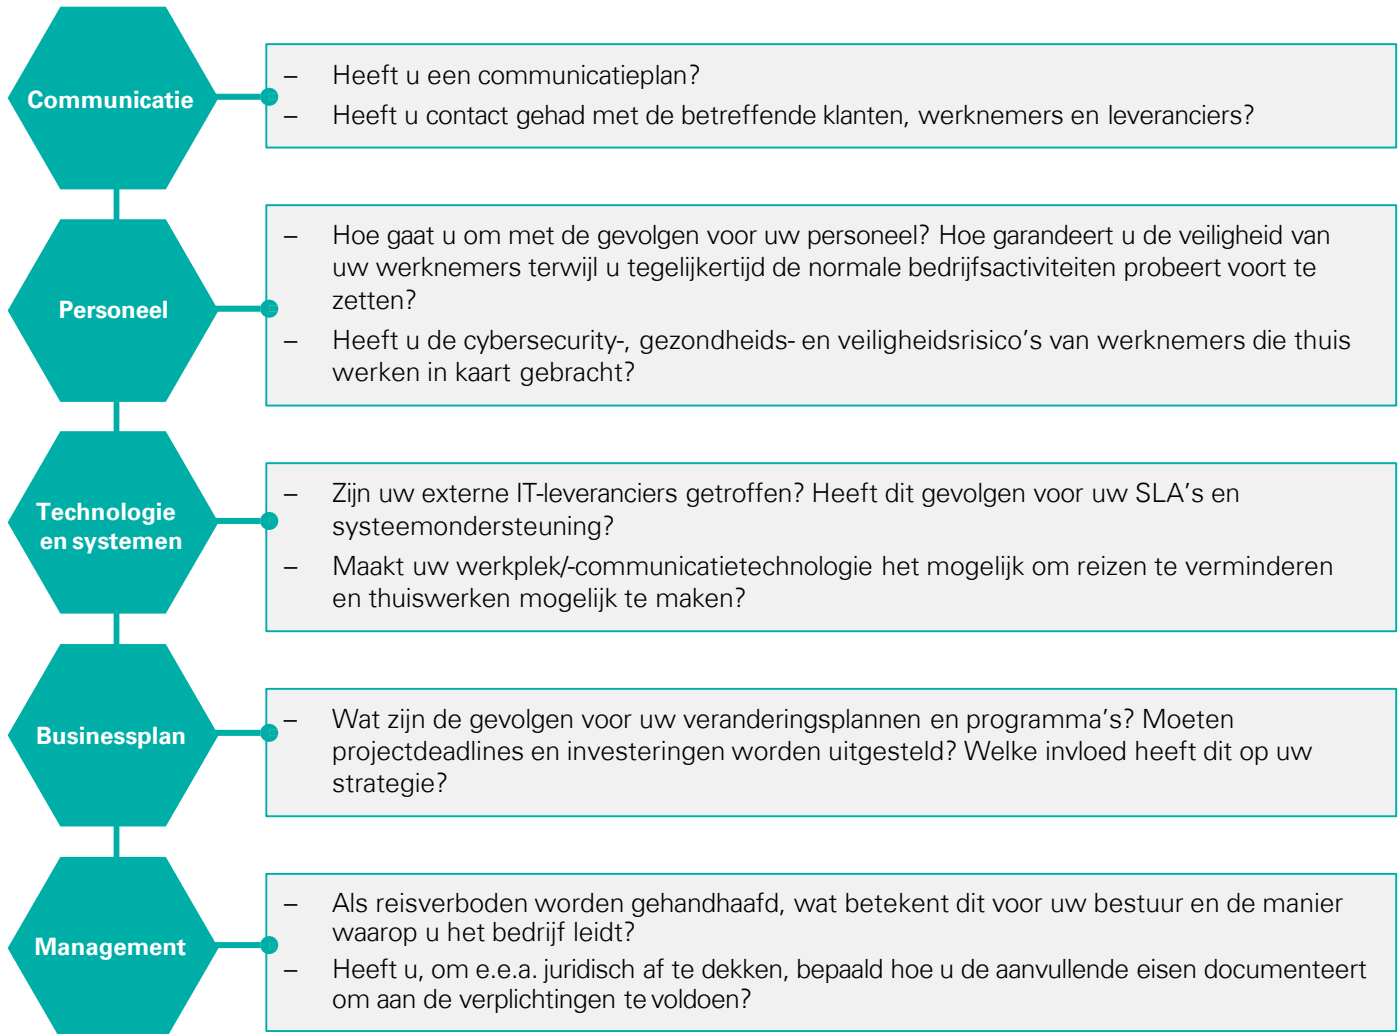 Communicatie
– Heeft u een communicatieplan?
– Heeft u contact gehad met de betreffende klanten, werknemers en leveranciers?
Personeel
– Hoe gaat u om met de gevolgen voor uw personeel? Hoe garandeert u de veiligheid van
uw werknemers terwijl u tegelijkertijd de normale bedrijfsactiviteiten probeert voort te
zetten?
– Heeft u de cybersecurity-, gezondheids- en veiligheidsrisico’s van werknemers die thuis
werken in kaart gebracht?
Technologie
en systemen
– Zijn uw externe IT-leveranciers getroffen? Heeft dit gevolgen voor uw SLA’s en
systeemondersteuning?
– Maakt uw werkplek/-communicatietechnologie het mogelijk om reizen te verminderen
en thuiswerken mogelijk te maken?
Businessplan
– Wat zijn de gevolgen voor uw veranderingsplannen en programma’s? Moeten
projectdeadlines en investeringen worden uitgesteld? Welke invloed heeft dit op uw
strategie?
Management
– Als reisverboden worden gehandhaafd, wat betekent dit voor uw bestuur en de manier
waarop u het bedrijf leidt?
– Heeft u, om e.e.a. juridisch af te dekken, bepaald hoe u de aanvullende eisen documenteert
om aan de verplichtingen te voldoen?